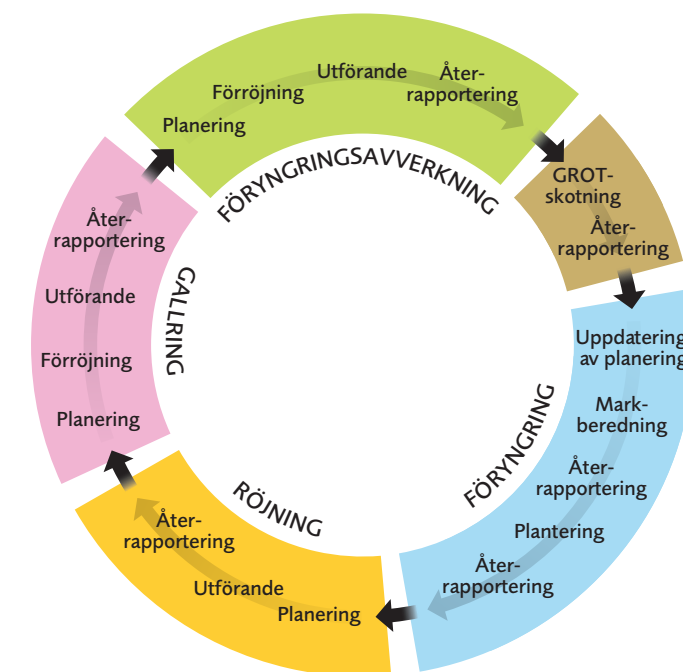 Planering
Förröjning
Utförande
Åter-
rapportering
FÖRYNGRINGSAVVERKNING
GROT-
skotning
Åter-
rapportering
Uppdatering
av planering
Mark-
beredning
Åter-
rapportering
Plantering
Åter-
rapportering
FÖRYNGRING
Planering
Utförande
Åter-
rapportering
RÖJNING
Planering
Förröjning
Utförande
Åter-
rapportering
GALLRING